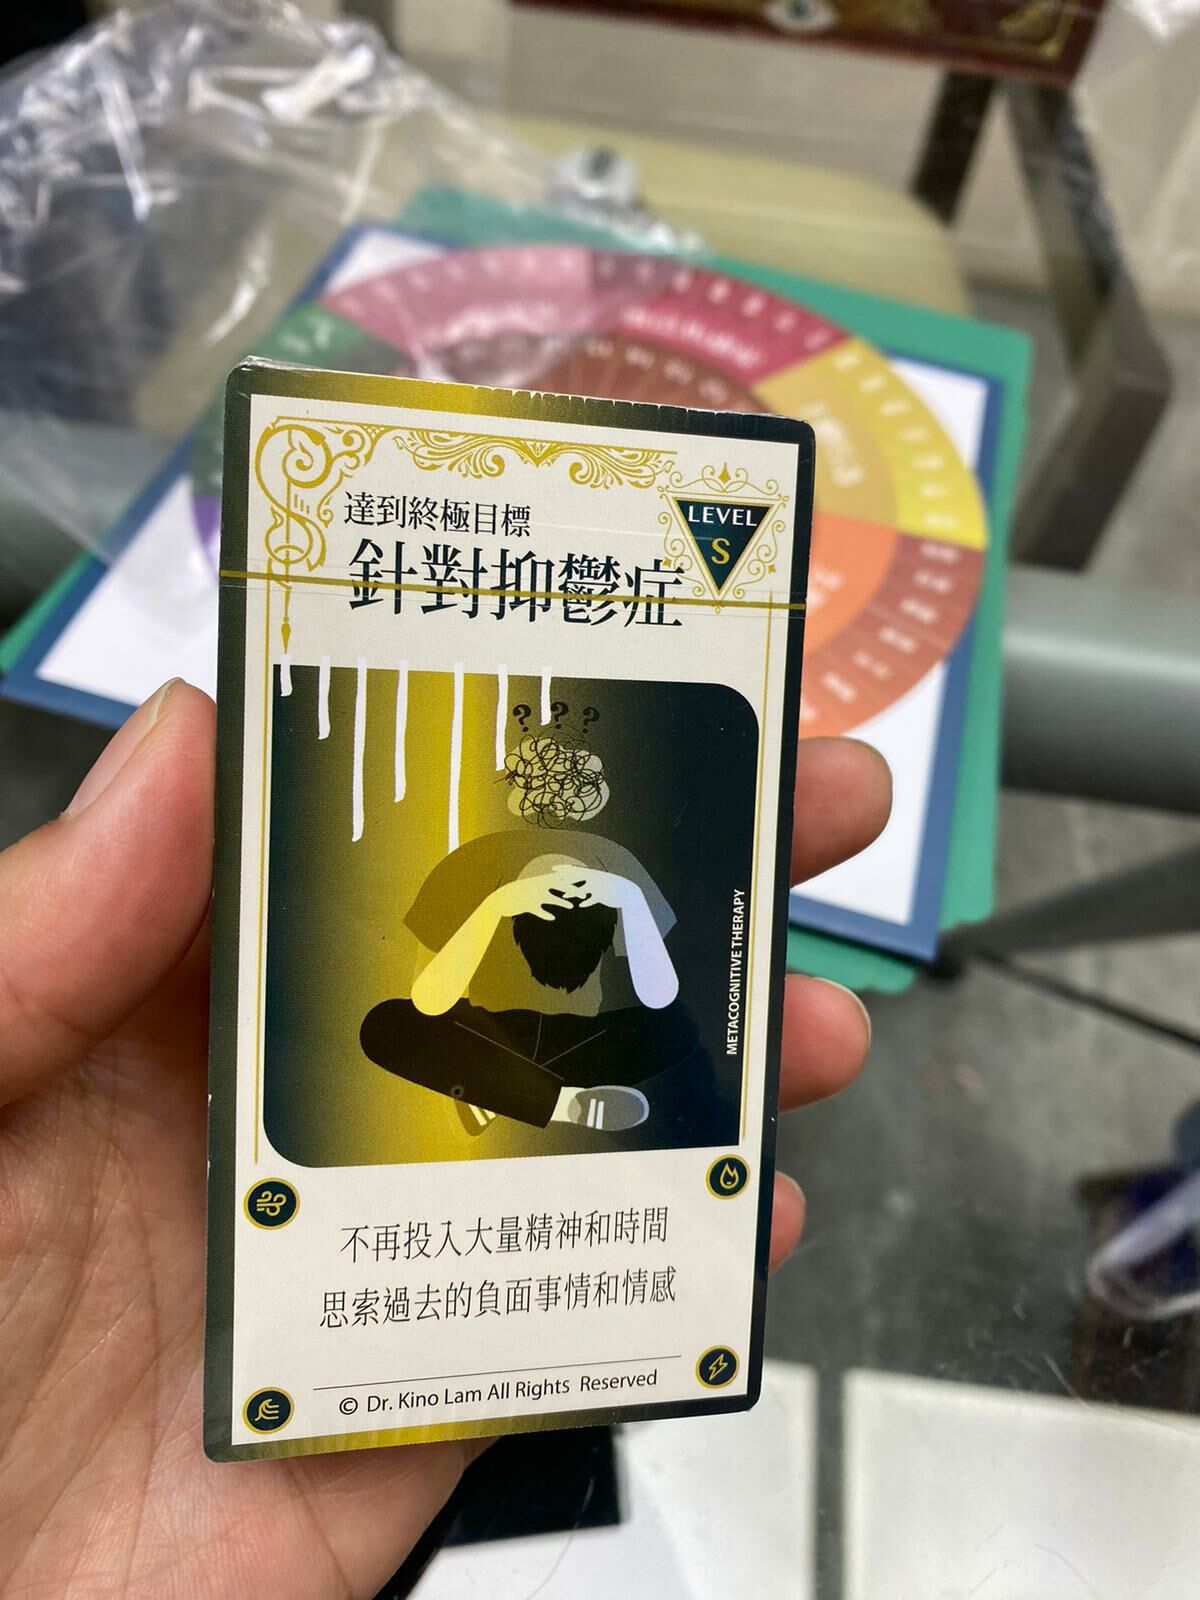 達到終極目標
針對抑鬱症
LEVEL
S
? ? ?
METACOGNITIVE THERAPY
不再投入大量精神和時間
思索過去的負面事情和情感
© Dr. Kino Lam All Rights Reserved